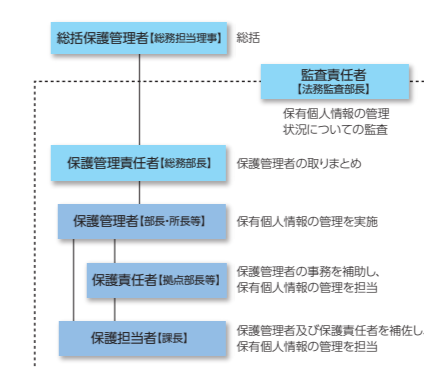 総括保護管理者【総務担当理事】
総括
監査責任者
【法務監査部長】
保有個人情報の管理
状況についての監査
保護管理責任者【総務部長】
保護管理者の取りまとめ
保護管理者【部長・所長等】
保有個人情報の管理を実施
保護責任者【拠点部長等】
保護管理者の事務を補助し、
保有個人情報の管理を担当
保護担当者【課長】
保護管理者及び保護責任者を補佐し、
保有個人情報の管理を担当